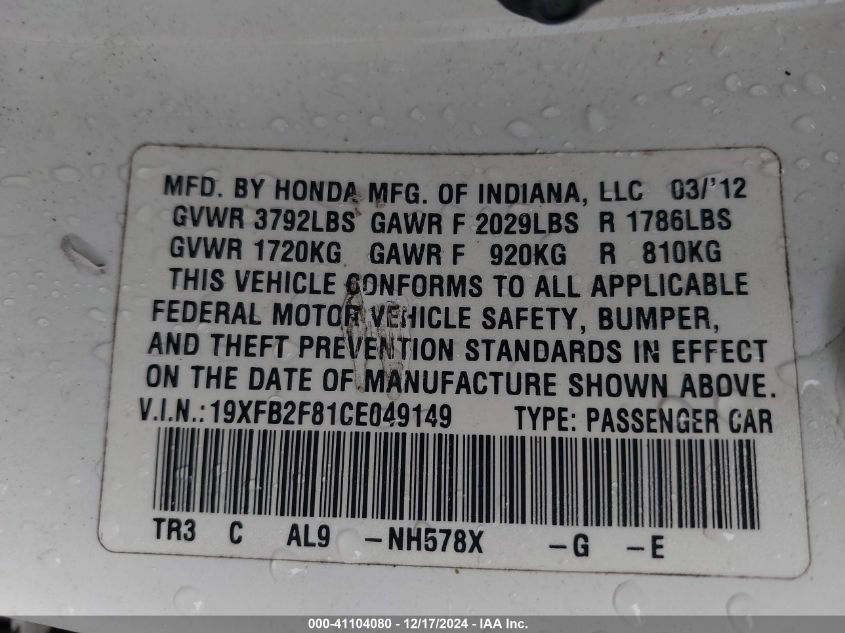 MFD. BY HONDA MFG. OF INDIANA, LLC 03/'12
GVWR 3792LBS GAWR F 2029LBS R 1786LBS
GVWR 1720KG GAWR F 920KG R 810KG
THIS VEHICLE CONFORMS TO ALL APPLICABLE
FEDERAL MOTOR VEHICLE SAFETY, BUMPER,
AND THEFT PREVENTION STANDARDS IN EFFECT
ON THE DATE OF MANUFACTURE SHOWN ABOVE.
V.I.N.:19XFB2F81CE049149 TYPE: PASSENGER CAR
TR3 C AL9 -NH578X -G -E
000-41104080 - 12/17/2024 - IAA Inc.